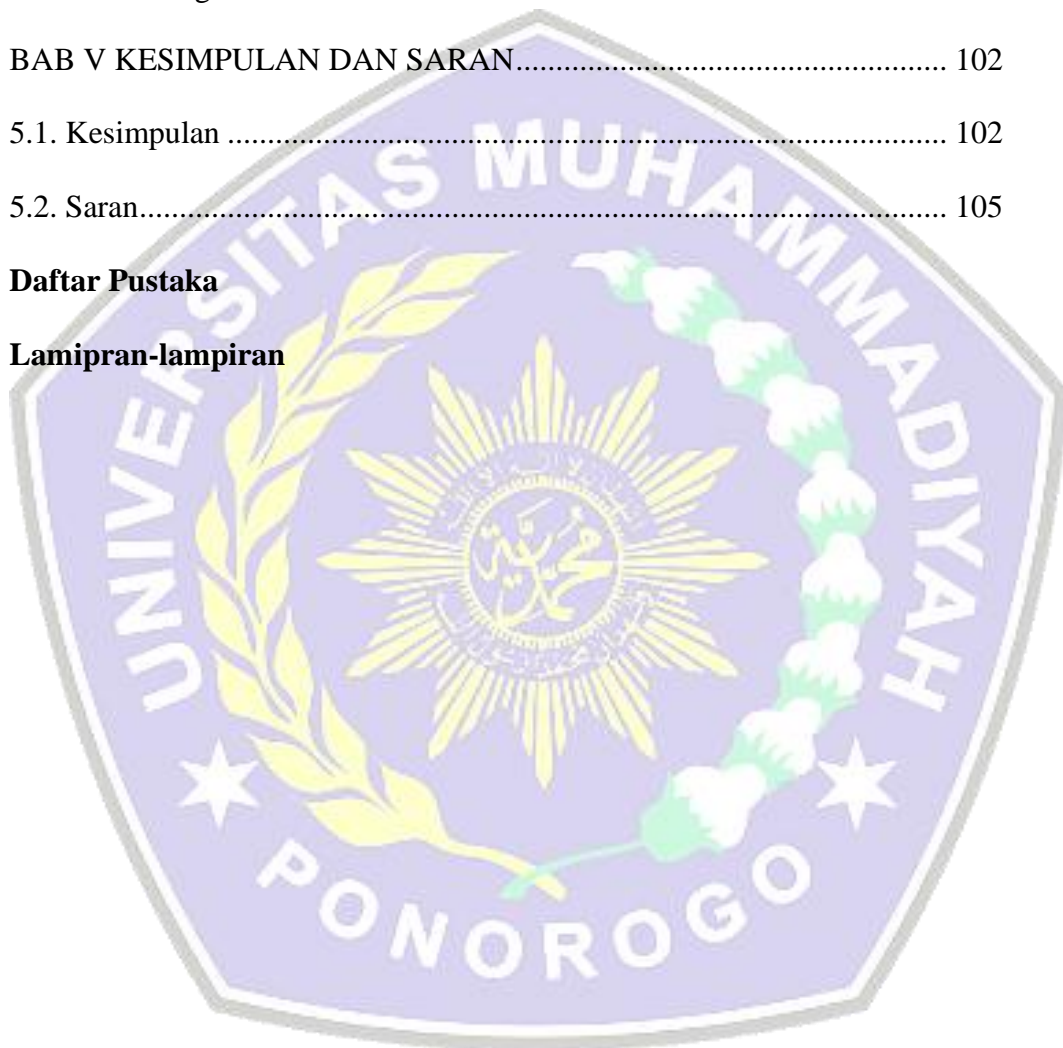 BAB V KESIMPULAN DAN SARAN..................................................... 102
5.1. Kesimpulan ........................................................................................ 102
5.2. Saran................................................................................................... 105
Daftar Pustaka
Lamipran-lampiran
UNIVERSITAS MUHAMMADIYAH
محمدية
PONOROGO